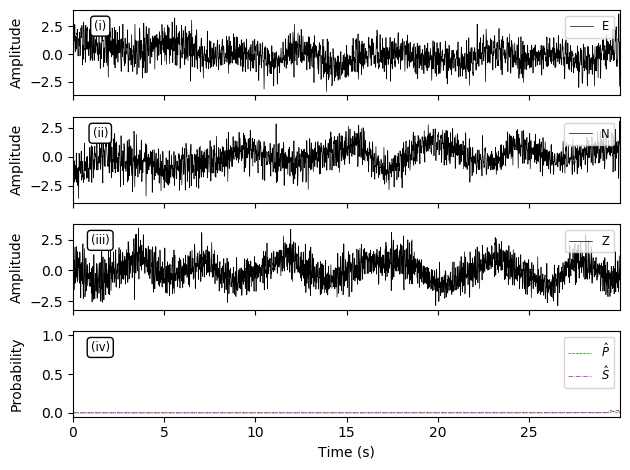 Amplitude
2.5
0.0
−2.5
(i)
E
Amplitude
2.5
0.0
−2.5
(ii)
N
Amplitude
2.5
0.0
−2.5
(iii)
Z
Probability
1.0
0.5
0.0
(iv)
P̂
Ŝ
0 5 10 15 20 25
Time (s)